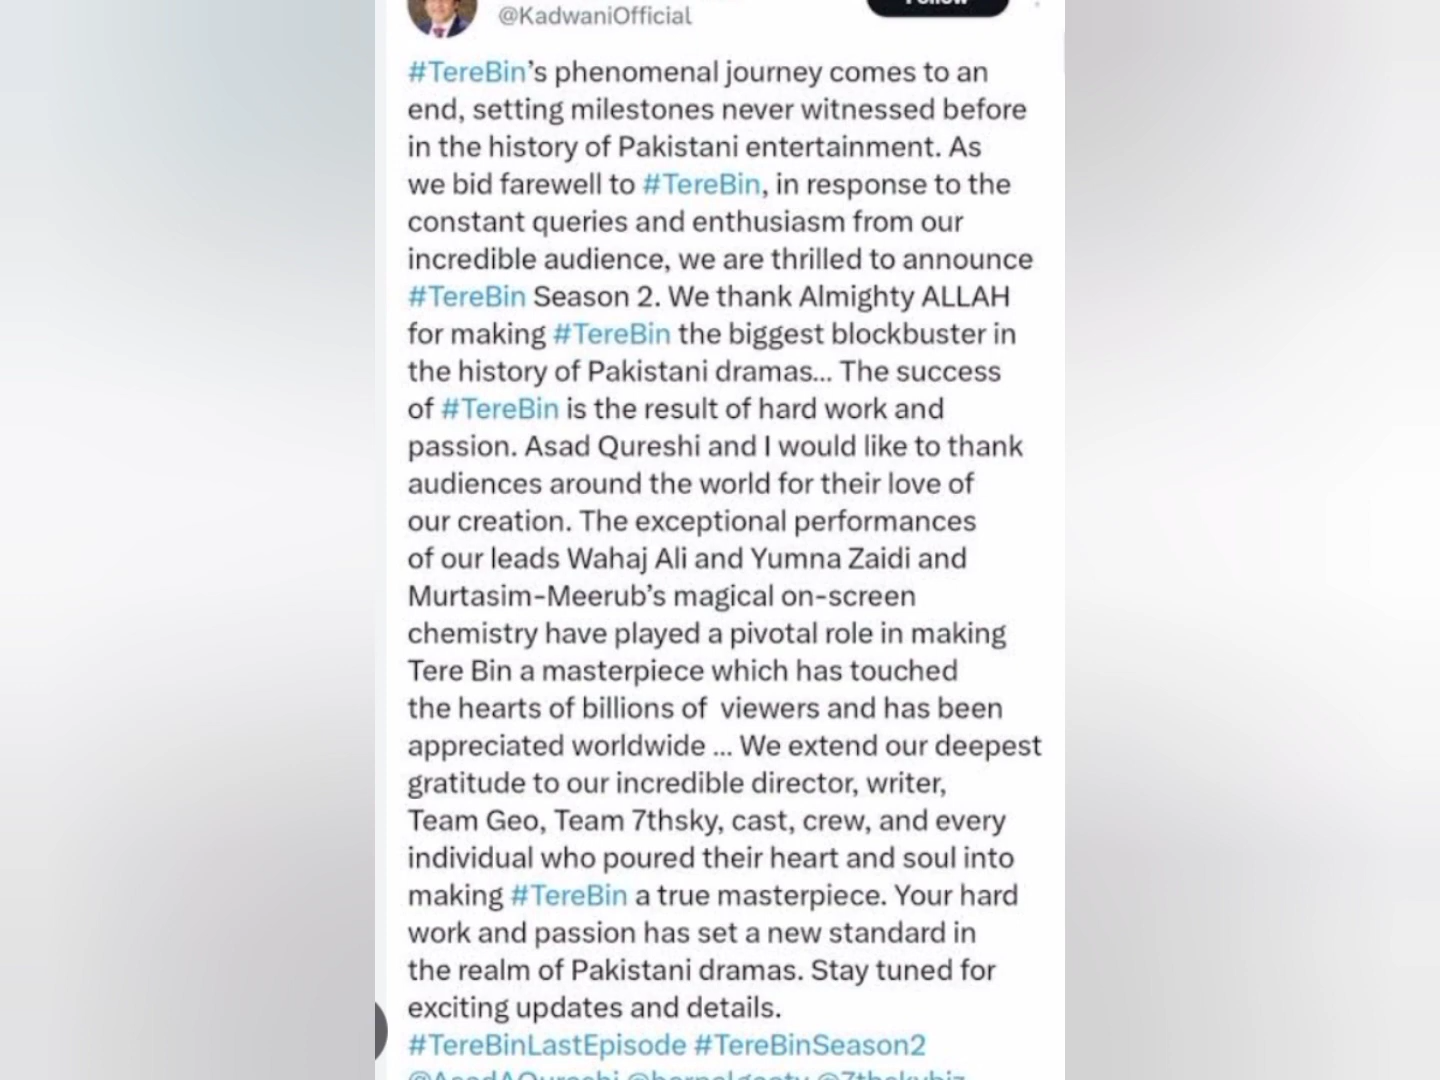 @KadwaniOfficial
Follow
#TereBin’s phenomenal journey comes to an
end, setting milestones never witnessed before
in the history of Pakistani entertainment. As
we bid farewell to #TereBin, in response to the
constant queries and enthusiasm from our
incredible audience, we are thrilled to announce
#TereBin Season 2. We thank Almighty ALLAH
for making #TereBin the biggest blockbuster in
the history of Pakistani dramas... The success
of #TereBin is the result of hard work and
passion. Asad Qureshi and I would like to thank
audiences around the world for their love of
our creation. The exceptional performances
of our leads Wahaj Ali and Yumna Zaidi and
Murtasim-Meerub’s magical on-screen
chemistry have played a pivotal role in making
Tere Bin a masterpiece which has touched
the hearts of billions of  viewers and has been
appreciated worldwide ... We extend our deepest
gratitude to our incredible director, writer,
Team Geo, Team 7thsky, cast, crew, and every
individual who poured their heart and soul into
making #TereBin a true masterpiece. Your hard
work and passion has set a new standard in
the realm of Pakistani dramas. Stay tuned for
exciting updates and details.
#TereBinLastEpisode #TereBinSeason2